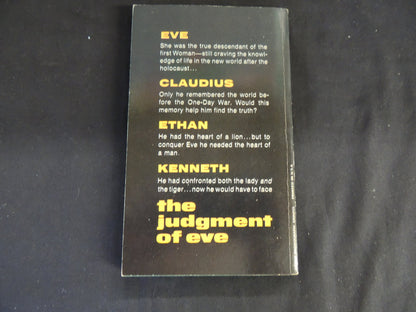 EVE
She was the true descendant of the
first Woman—still craving the knowl-
edge of life in the new world after the
holocaust...
CLAUDIUS
Only he remembered the world be-
fore the One-Day War. Would this
memory help him find the truth?
ETHAN
He had the heart of a lion...but to
conquer Eve he needed the heart of
a man.
KENNETH
He had confronted both the lady and
the tiger...now he would have to face
the
judgment
of eve